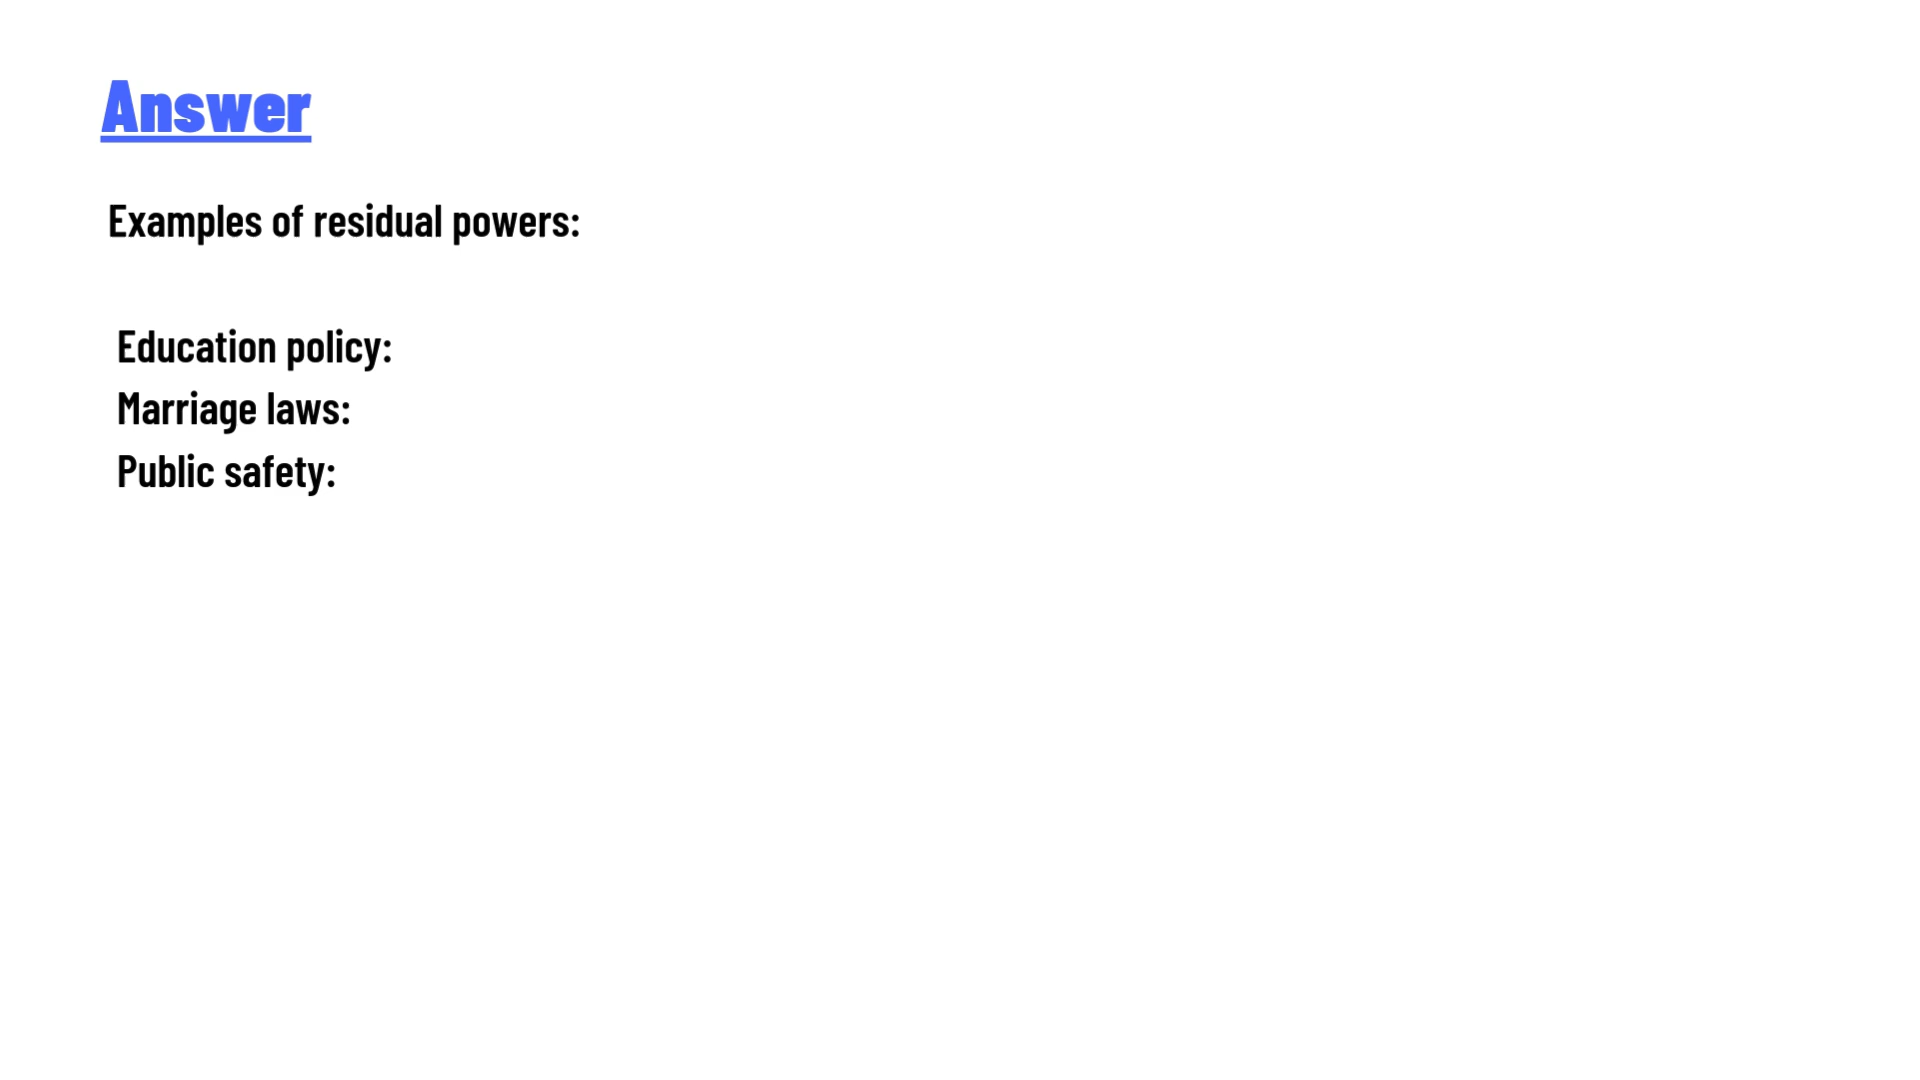 Answer
Examples of residual powers:
Education policy:
Marriage laws:
Public safety: